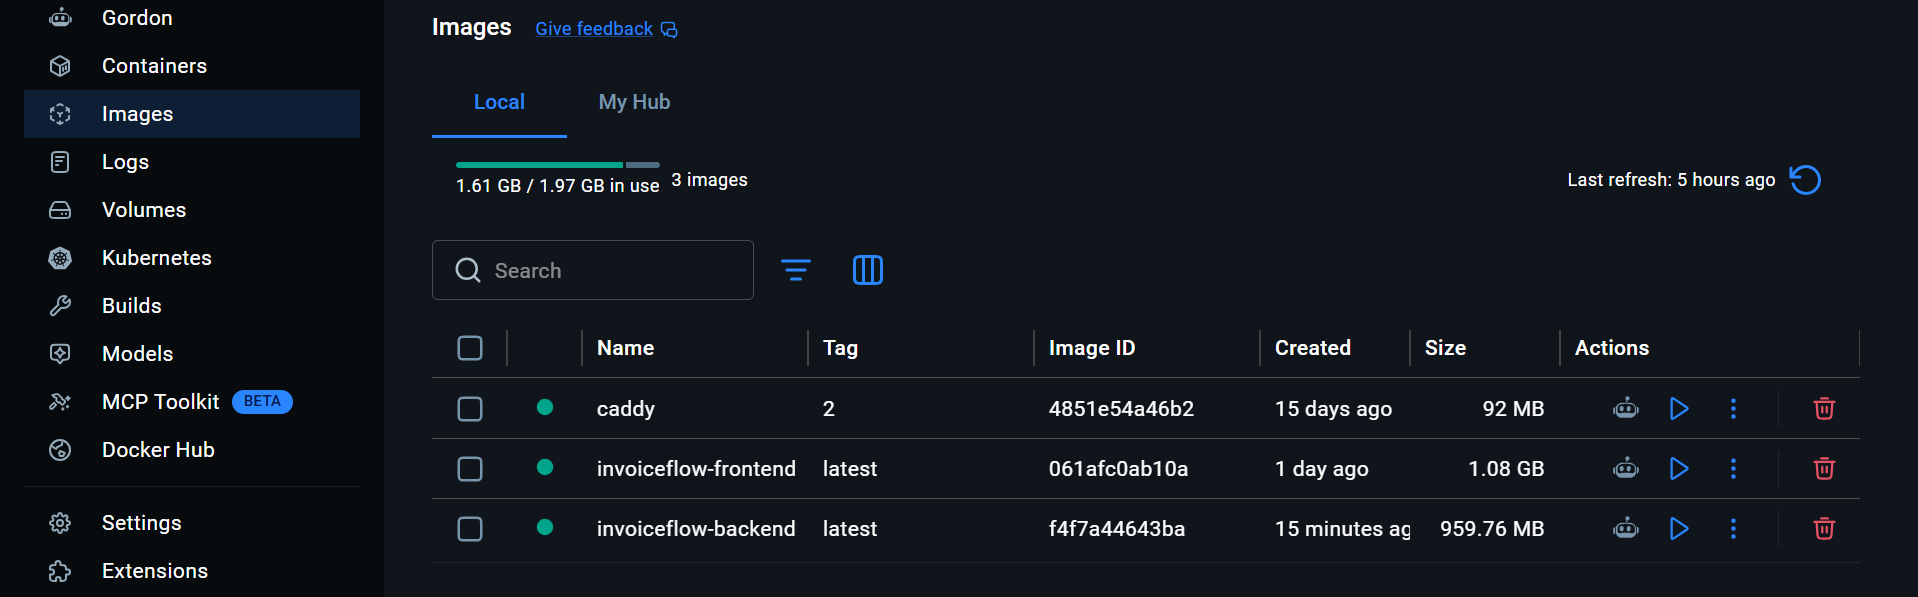 Gordon
Containers
Images
Logs
Volumes
Kubernetes
Builds
Models
MCP Toolkit BETA
Docker Hub
Settings
Extensions
Images Give feedback
Local My Hub
1.61 GB / 1.97 GB in use 3 images
Last refresh: 5 hours ago
Search
Name Tag Image ID Created Size Actions
caddy 2 4851e54a46b2 15 days ago 92 MB
invoiceflow-frontend latest 061afc0ab10a 1 day ago 1.08 GB
invoiceflow-backend latest f4f7a44643ba 15 minutes ag 959.76 MB